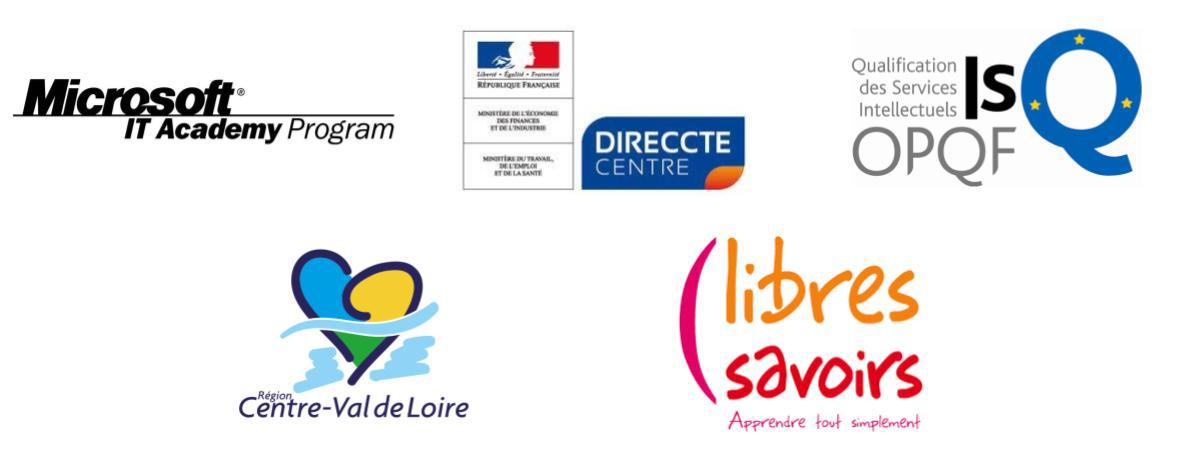 Microsoft®
IT Academy Program
Liberté • Égalité • Fraternité
RÉPUBLIQUE FRANÇAISE
MINISTÈRE DE L'ÉCONOMIE
DES FINANCES
ET DE L'INDUSTRIE
MINISTÈRE DU TRAVAIL,
DE L'EMPLOI
ET DE LA SANTÉ
DIRECCTE
CENTRE
Qualification
des Services
Intellectuels
IsQ
OPQF
Région
Centre-Val de Loire
libres
savoirs
Apprendre tout simplement